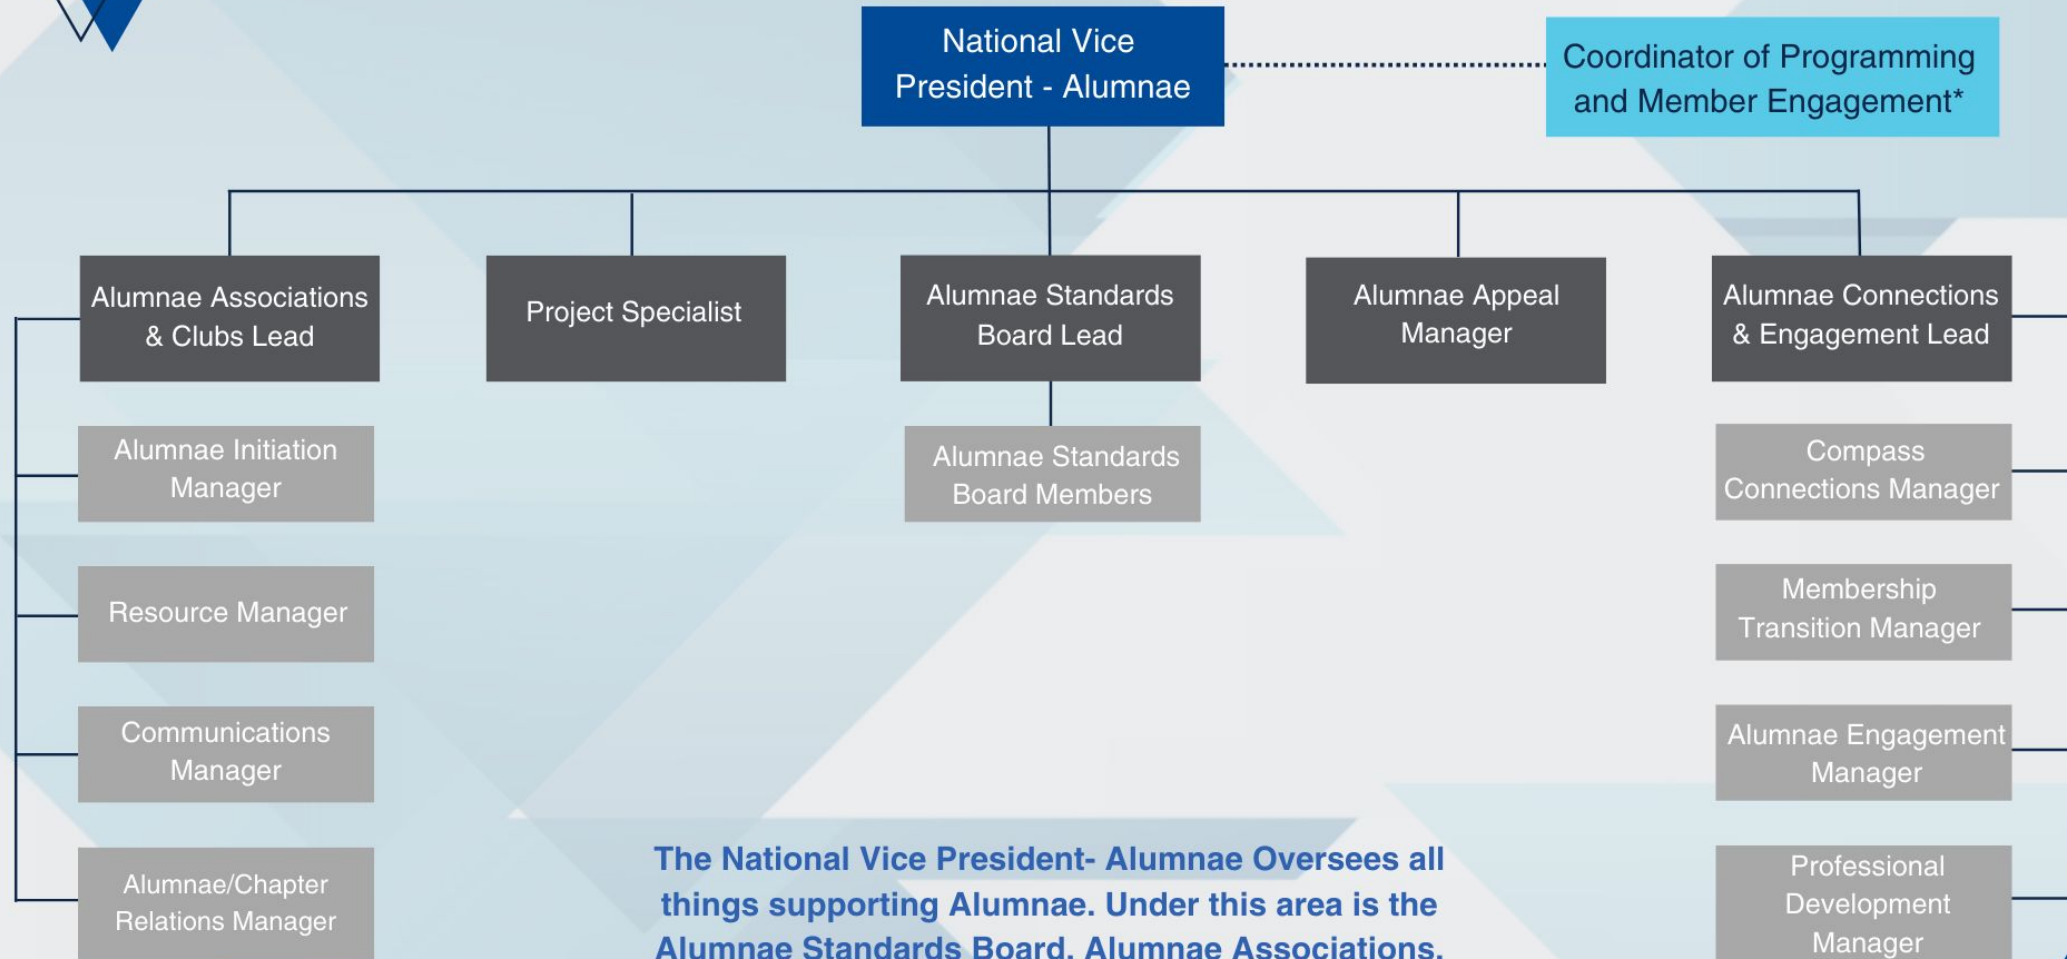 National Vice
President - Alumnae
Coordinator of Programming
and Member Engagement*
Alumnae Associations
& Clubs Lead
Project Specialist
Alumnae Standards
Board Lead
Alumnae Appeal
Manager
Alumnae Connections
& Engagement Lead
Alumnae Initiation
Manager
Resource Manager
Communications
Manager
Alumnae/Chapter
Relations Manager
Alumnae Standards
Board Members
Compass
Connections Manager
Membership
Transition Manager
Alumnae Engagement
Manager
Professional
Development
Manager
The National Vice President- Alumnae Oversees all
things supporting Alumnae. Under this area is the
Alumnae Standards Board, Alumnae Associations,